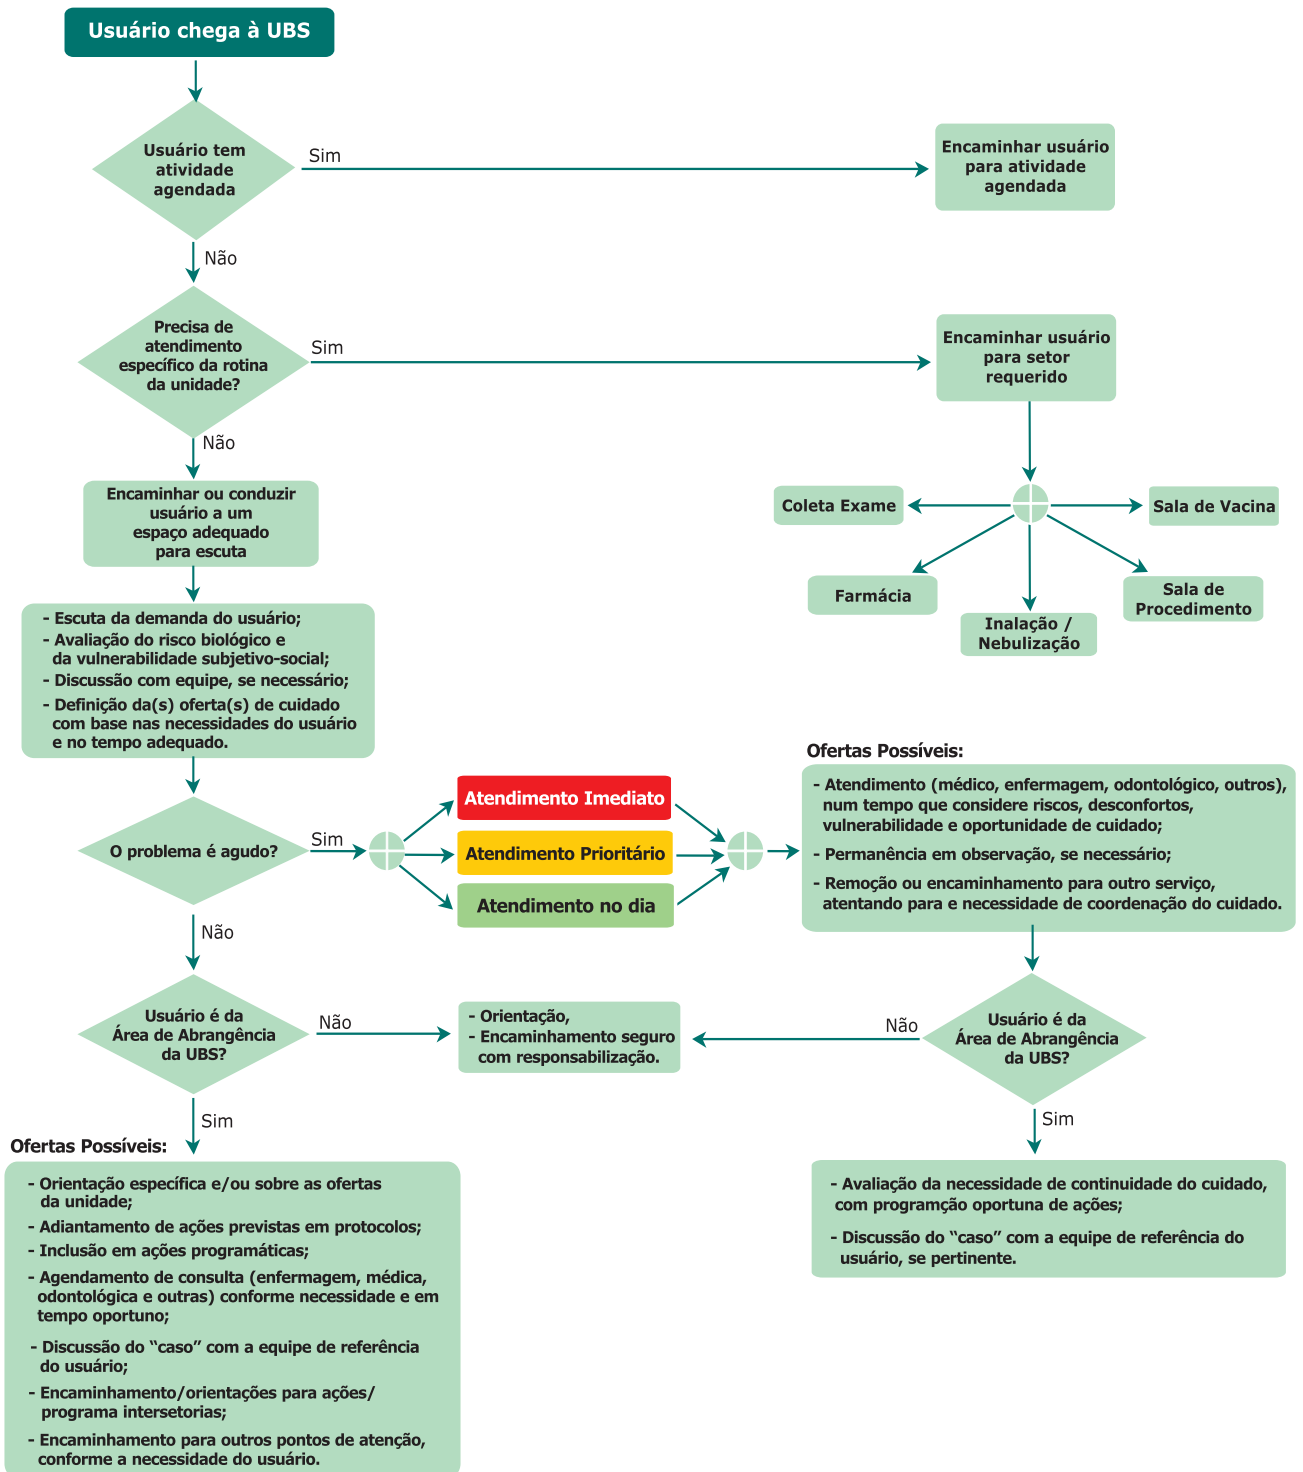 Usuário chega à UBS
Usuário tem
atividade
agendada
Sim
Encaminhar usuário
para atividade
agendada
Não
Precisa de
atendimento
específico da rotina
da unidade?
Sim
Encaminhar usuário
para setor
requerido
Não
Encaminhar ou conduzir
usuário a um
espaço adequado
para escuta
Coleta Exame
Sala de Vacina
Farmácia
Sala de
Procedimento
Inalação /
Nebulização
- Escuta da demanda do usuário;
- Avaliação do risco biológico e
da vulnerabilidade subjetivo-social;
- Discussão com equipe, se necessário;
- Definição da(s) oferta(s) de cuidado
com base nas necessidades do usuário
e no tempo adequado.
O problema é agudo?
Sim
Atendimento Imediato
Atendimento Prioritário
Atendimento no dia
Ofertas Possíveis:
- Atendimento (médico, enfermagem, odontológico, outros),
num tempo que considere riscos, desconfortos,
vulnerabilidade e oportunidade de cuidado;
- Permanência em observação, se necessário;
- Remoção ou encaminhamento para outro serviço,
atentando para e necessidade de coordenação do cuidado.
Não
Usuário é da
Área de Abrangência
da UBS?
Não
- Orientação,
- Encaminhamento seguro
com responsabilização.
Não
Usuário é da
Área de Abrangência
da UBS?
Sim
Sim
Ofertas Possíveis:
- Orientação específica e/ou sobre as ofertas
da unidade;
- Adiantamento de ações previstas em protocolos;
- Inclusão em ações programáticas;
- Agendamento de consulta (enfermagem, médica,
odontológica e outras) conforme necessidade e em
tempo oportuno;
- Discussão do “caso” com a equipe de referência
do usuário;
- Encaminhamento/orientações para ações/
programa intersetorias;
- Encaminhamento para outros pontos de atenção,
conforme a necessidade do usuário.
- Avaliação da necessidade de continuidade do cuidado,
com programção oportuna de ações;
- Discussão do “caso” com a equipe de referência do
usuário, se pertinente.